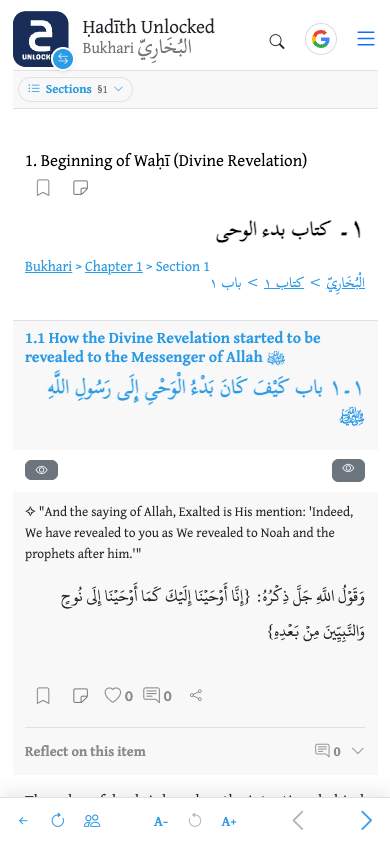 UNLOCK
Ḥadīth Unlocked
Bukhari البُخَارِيّ
Sections §1
1. Beginning of Waḥī (Divine Revelation)
١ـ كتاب بدء الوحى
Bukhari > Chapter 1 > Section 1
الْبُخَارِيِّ > كتاب ١ > باب ١
1.1 How the Divine Revelation started to be
revealed to the Messenger of Allah ﷺ
١-١ باب كَيْفَ كَانَ بَدْءُ الْوَحْىِ إِلَى رَسُولِ اللَّهِ
ﷺ
✧ "And the saying of Allah, Exalted is His mention: 'Indeed,
We have revealed to you as We revealed to Noah and the
prophets after him.'"
وَقَوْلُ اللَّهِ جَلَّ ذِكْرُهُ: {إِنَّا أَوْحَيْنَا إِلَيْكَ كَمَا أَوْحَيْنَا إِلَى نُوحٍ
وَالنَّبِيِّينَ مِنْ بَعْدِهِ}
0 0
Reflect on this item 0
A- A+